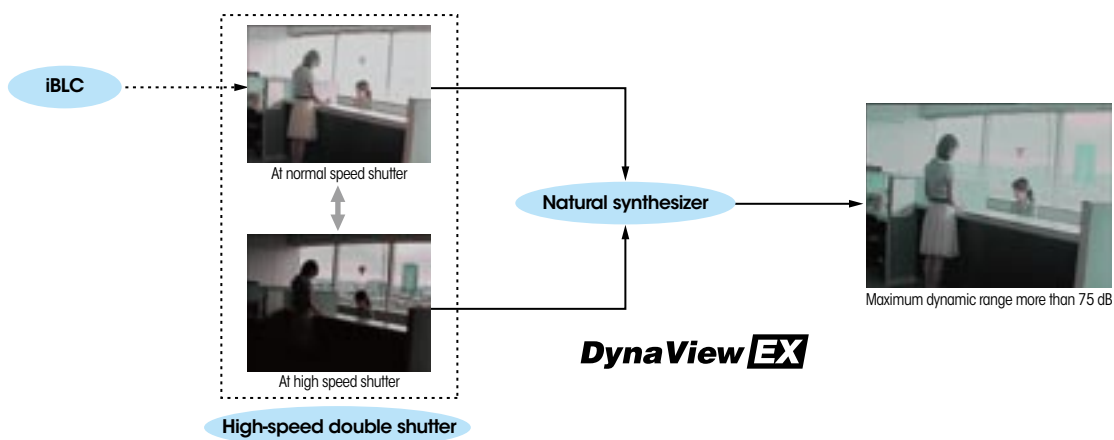 iBLC
At normal speed shutter
At high speed shutter
High-speed double shutter
Natural synthesizer
Maximum dynamic range more than 75 dB
DynaView EX